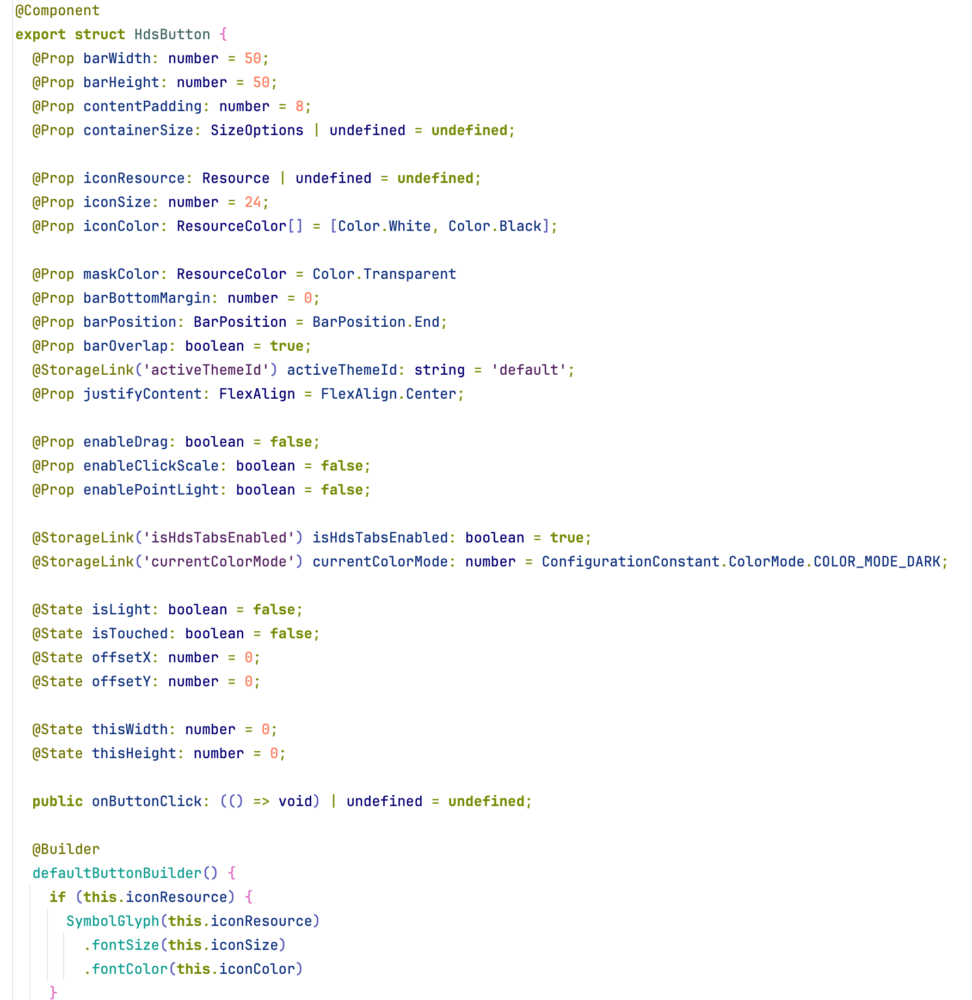 @Component
export struct HdsButton {
  @Prop barWidth: number = 50;
  @Prop barHeight: number = 50;
  @Prop contentPadding: number = 8;
  @Prop containerSize: SizeOptions | undefined = undefined;

  @Prop iconResource: Resource | undefined = undefined;
  @Prop iconSize: number = 24;
  @Prop iconColor: ResourceColor[] = [Color.White, Color.Black];

  @Prop maskColor: ResourceColor = Color.Transparent
  @Prop barBottomMargin: number = 0;
  @Prop barPosition: BarPosition = BarPosition.End;
  @Prop barOverlap: boolean = true;
  @StorageLink('activeThemeId') activeThemeId: string = 'default';
  @Prop justifyContent: FlexAlign = FlexAlign.Center;

  @Prop enableDrag: boolean = false;
  @Prop enableClickScale: boolean = false;
  @Prop enablePointLight: boolean = false;

  @StorageLink('isHdsTabsEnabled') isHdsTabsEnabled: boolean = true;
  @StorageLink('currentColorMode') currentColorMode: number = ConfigurationConstant.ColorMode.COLOR_MODE_DARK;

  @State isLight: boolean = false;
  @State isTouched: boolean = false;
  @State offsetX: number = 0;
  @State offsetY: number = 0;

  @State thisWidth: number = 0;
  @State thisHeight: number = 0;

  public onButtonClick: (() => void) | undefined = undefined;

  @Builder
  defaultButtonBuilder() {
    if (this.iconResource) {
      SymbolGlyph(this.iconResource)
        .fontSize(this.iconSize)
        .fontColor(this.iconColor)
    }